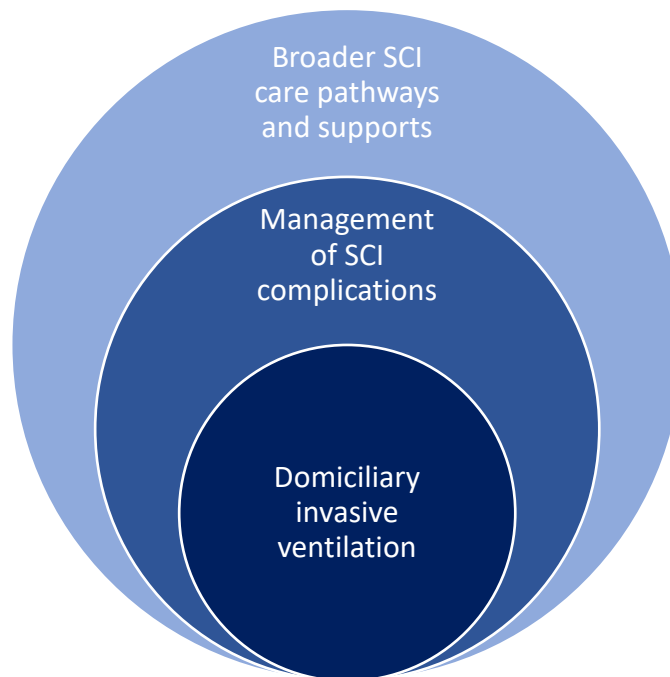 Broader SCI
care pathways
and supports
Management
of SCI
complications
Domiciliary
invasive
ventilation